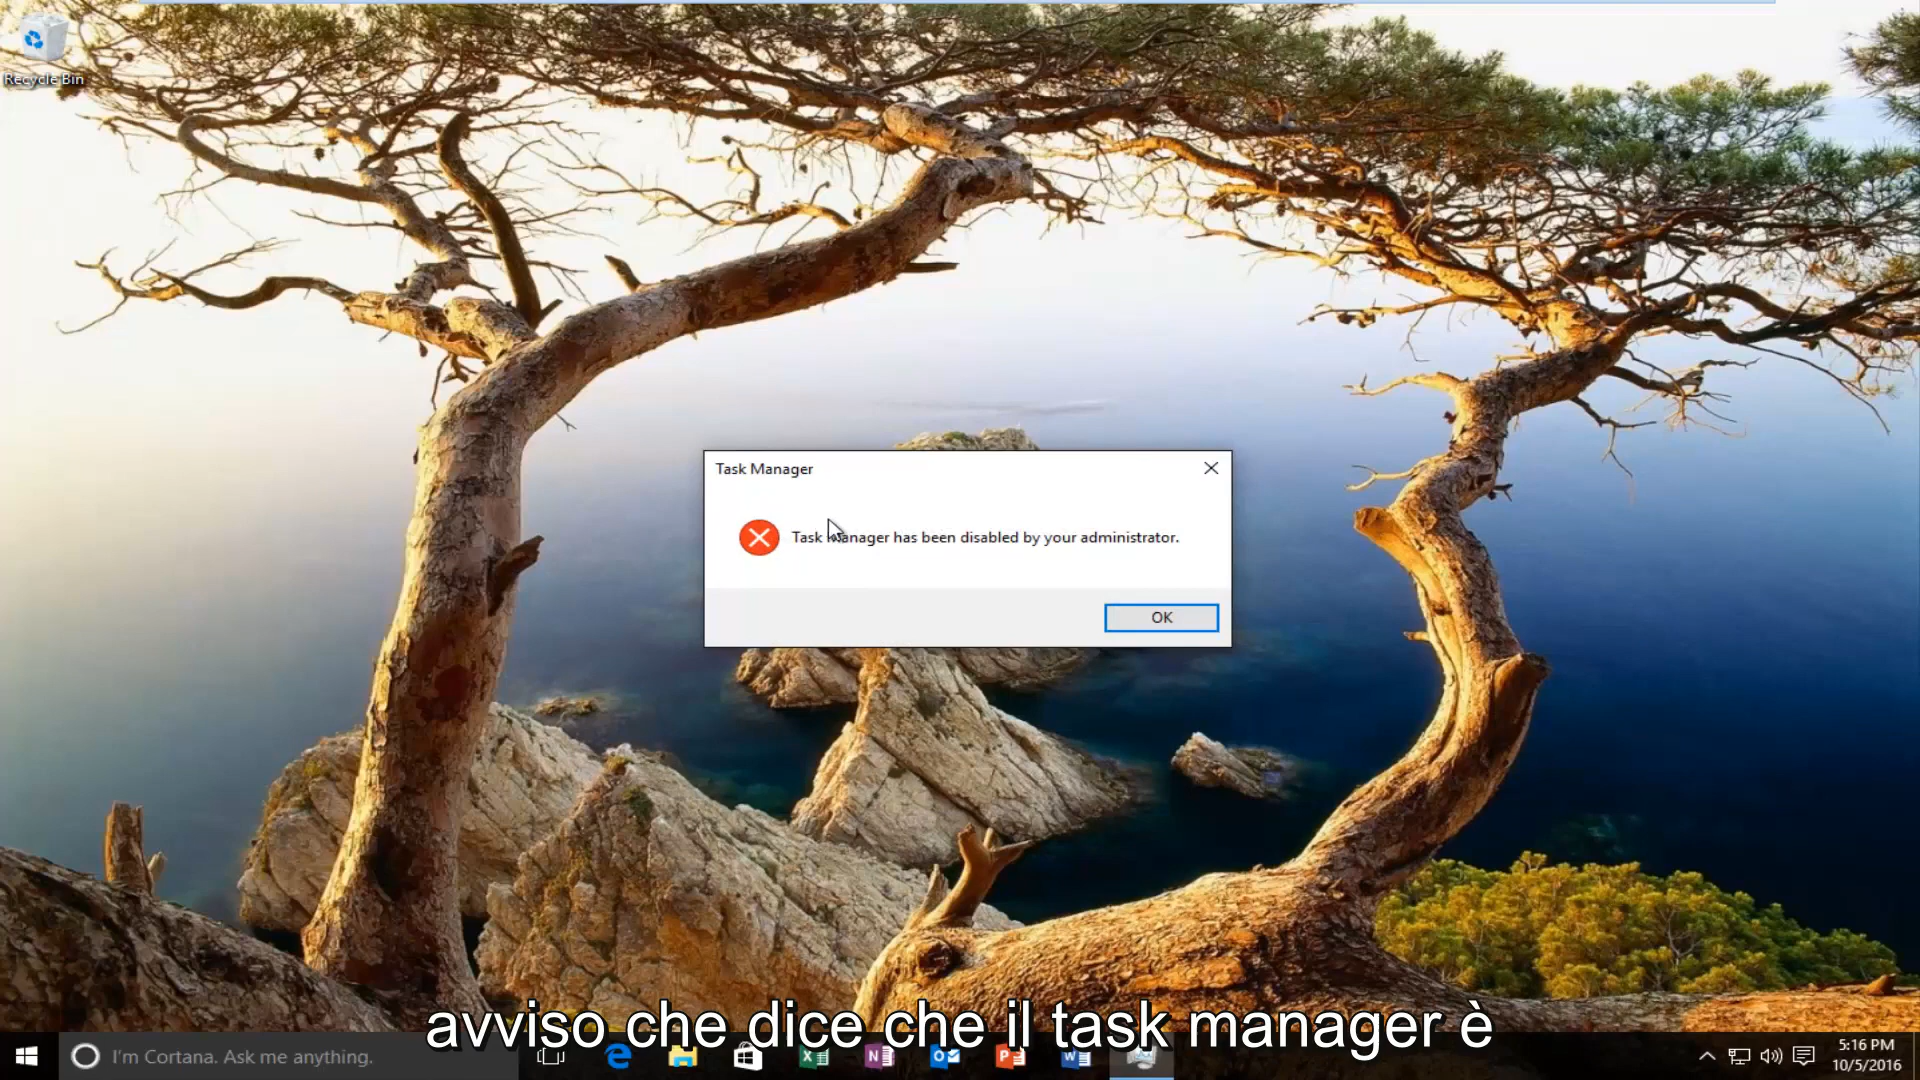 Recycle Bin
Task Manager
Task Manager has been disabled by your administrator.
OK
avviso che dice che il task manager è
I'm Cortana. Ask me anything.
5:16 PM
10/5/2016